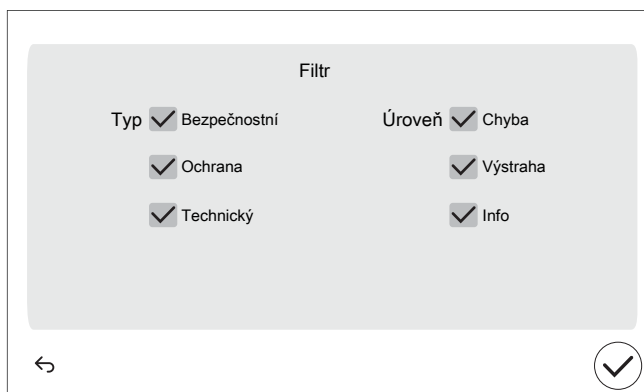 Filtr
Typ Bezpečnostní Úroveň Chyba
Ochrana Výstraha
Technický Info